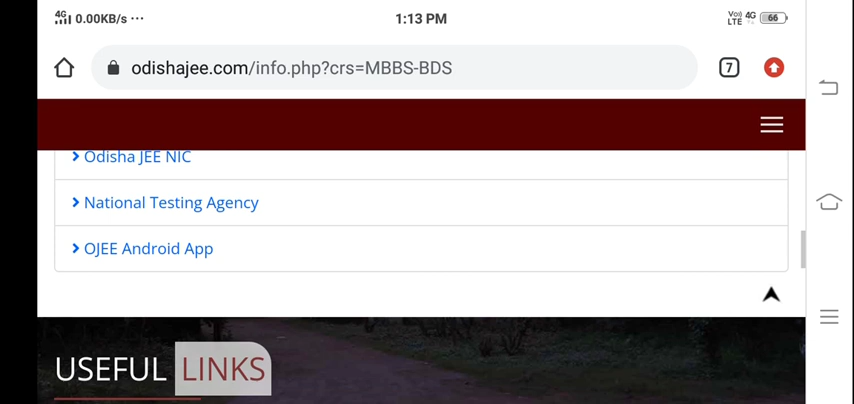 4G 0.00KB/s ...
1:13 PM
Vo) LTE 4G 66
odishajee.com/info.php?crs=MBBS-BDS
7
Odisha JEE NIC
National Testing Agency
OJEE Android App
USEFUL LINKS